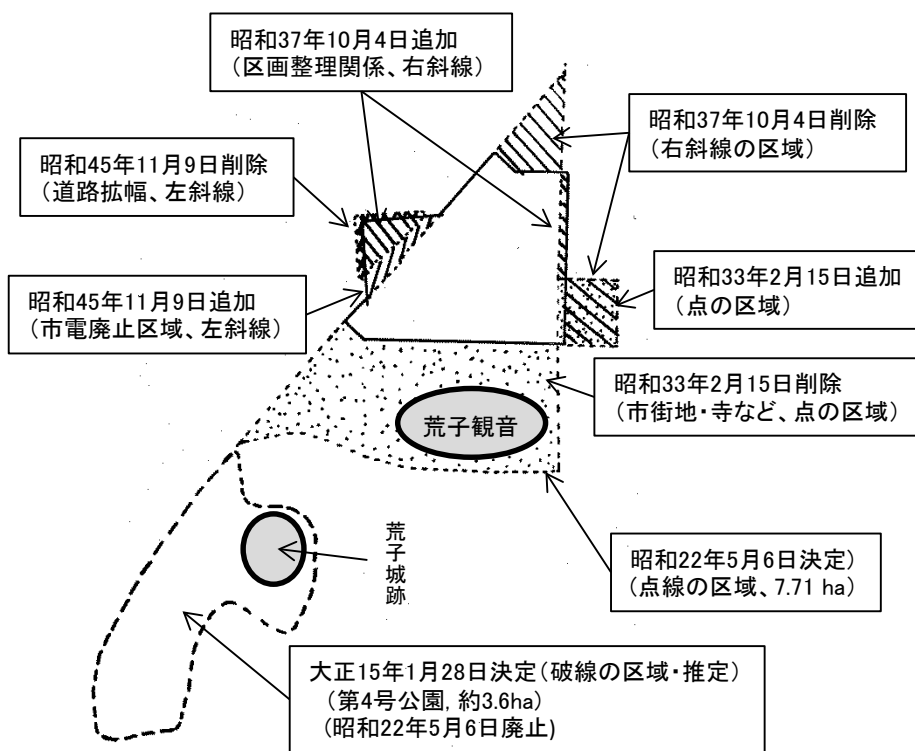 昭和37年10月4日追加
（区画整理関係、右斜線）
昭和37年10月4日削除
（右斜線の区域）
昭和45年11月9日削除
（道路拡幅、左斜線）
昭和33年2月15日追加
（点の区域）
昭和45年11月9日追加
（市電廃止区域、左斜線）
昭和33年2月15日削除
（市街地・寺など、点の区域）
荒子観音
荒子城跡
昭和22年5月6日決定）
（点線の区域、7.71 ha）
大正15年1月28日決定（破線の区域・推定）
（第4号公園, 約3.6ha）
（昭和22年5月6日廃止)